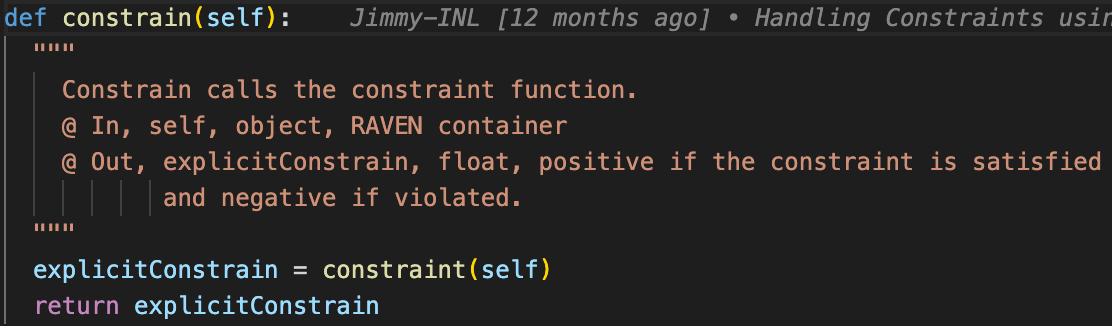 def constrain(self):    Jimmy-INL [12 months ago] • Handling Constraints usin
"""
Constrain calls the constraint function.
@ In, self, object, RAVEN container
@ Out, explicitConstrain, float, positive if the constraint is satisfied
and negative if violated.
"""
explicitConstrain = constraint(self)
return explicitConstrain